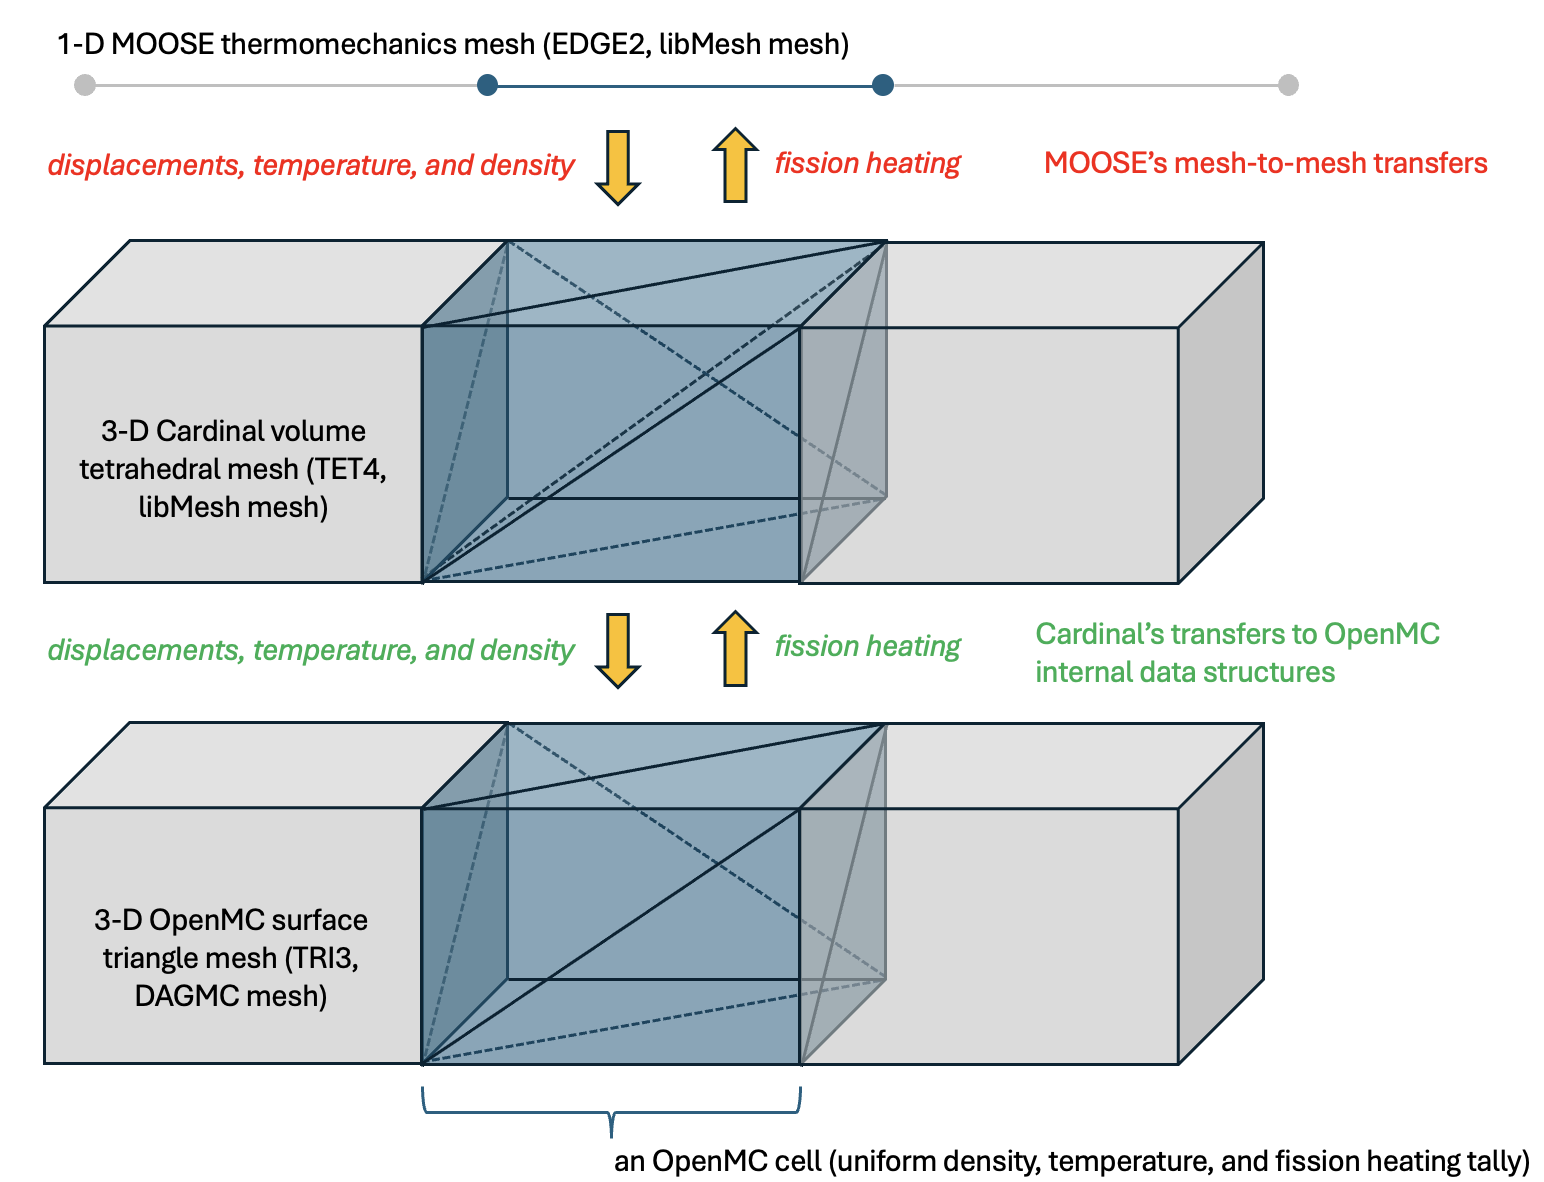 1-D MOOSE thermomechanics mesh (EDGE2, libMesh mesh)
displacements, temperature, and density
fission heating
MOOSE’s mesh-to-mesh transfers
3-D Cardinal volume
tetrahedral mesh (TET4,
libMesh mesh)
displacements, temperature, and density
fission heating
Cardinal’s transfers to OpenMC
internal data structures
3-D OpenMC surface
triangle mesh (TRI3,
DAGMC mesh)
an OpenMC cell (uniform density, temperature, and fission heating tally)